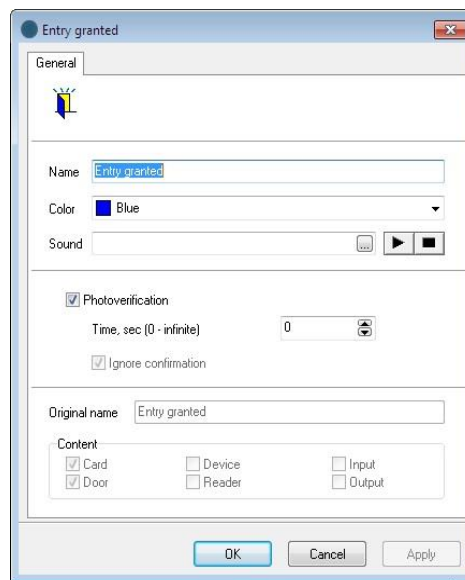 Entry granted
General
Name Entry granted
Color Blue
Sound ...
Photoverification
Time, sec (0 - infinite) 0
Ignore confirmation
Original name Entry granted
Content
Card Device Input
Door Reader Output
OK Cancel Apply